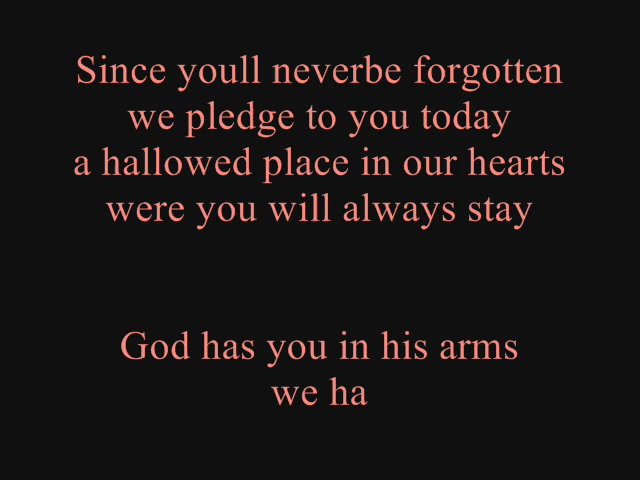 Since youll neverbe forgotten
we pledge to you today
a hallowed place in our hearts
were you will always stay
God has you in his arms
we ha